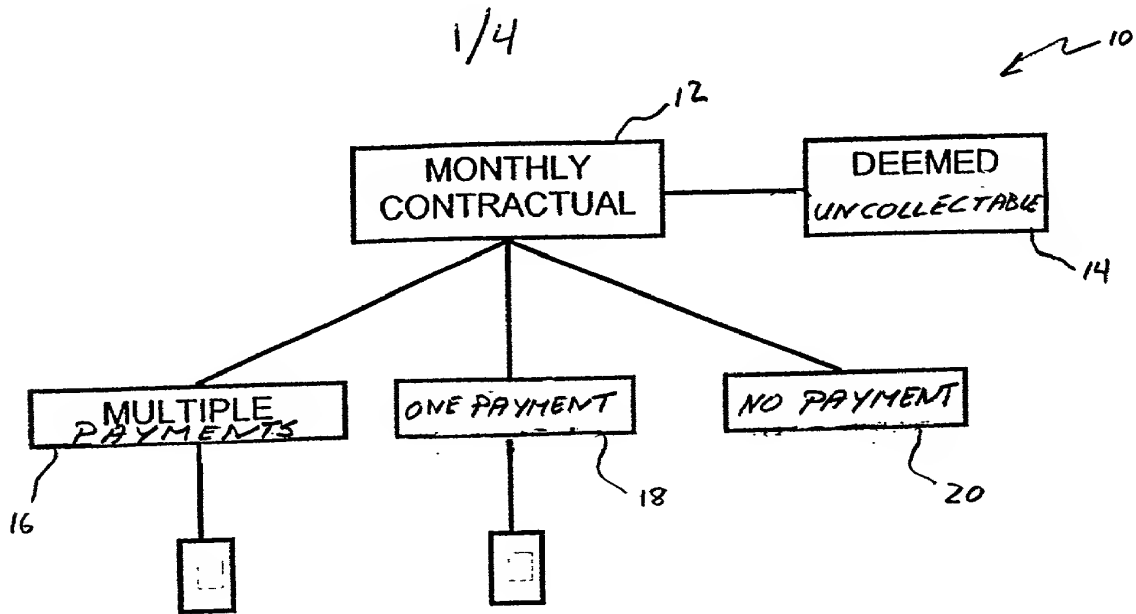 1/4
10
12
MONTHLY
CONTRACTUAL
DEEMED
UNCOLLECTABLE
14
MULTIPLE
PAYMENTS
ONE PAYMENT
NO PAYMENT
16
18
20